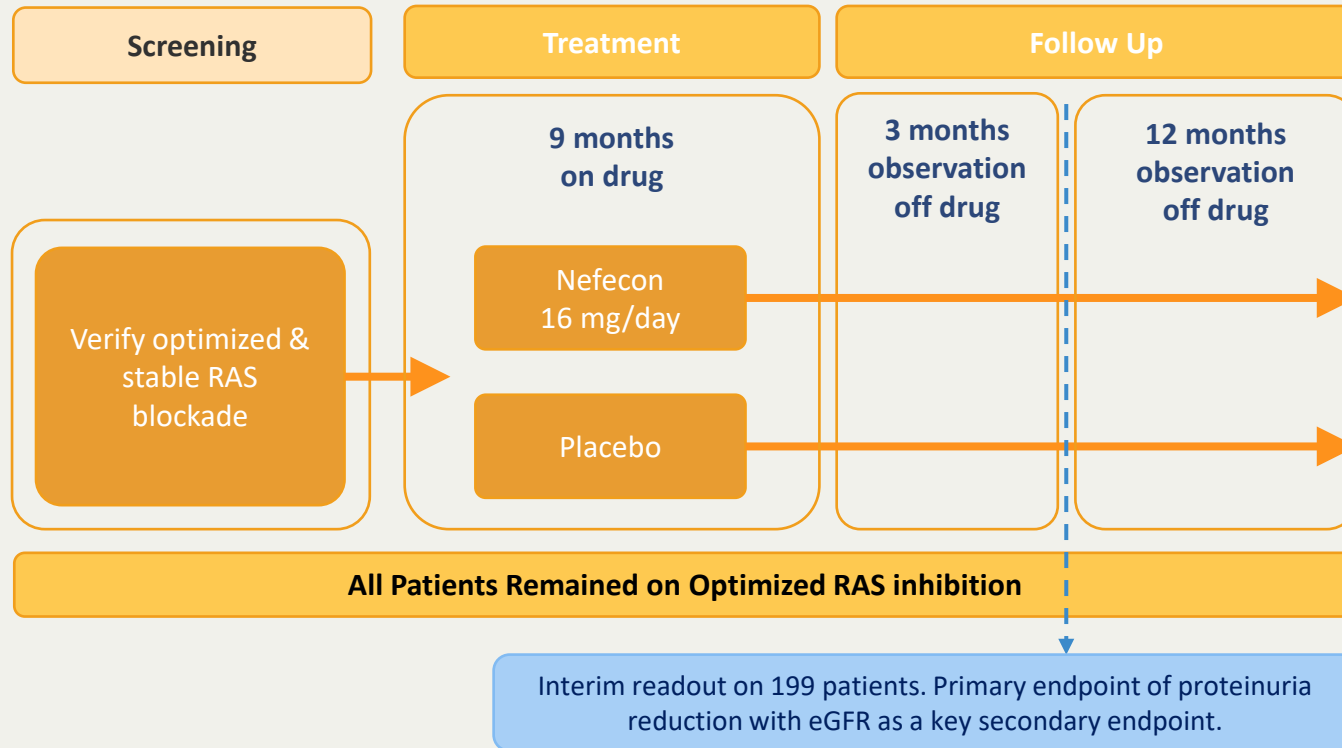 Screening
Treatment
Follow Up
9 months
on drug
3 months
observation
off drug
12 months
observation
off drug
Verify optimized &
stable RAS
blockade
Nefecon
16 mg/day
Placebo
All Patients Remained on Optimized RAS inhibition
Interim readout on 199 patients. Primary endpoint of proteinuria
reduction with eGFR as a key secondary endpoint.